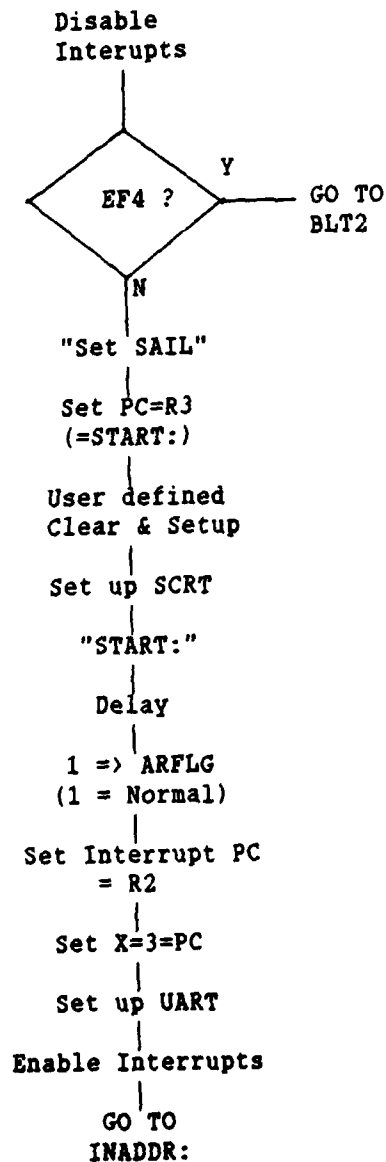 Disable
Interupts
Y
EF4 ?
GO TO
BLT2
N
"Set SAIL"
Set PC=R3
(=START:)
User defined
Clear & Setup
Set up SCRT
"START:"
Delay
1 => ARFLG
(1 = Normal)
Set Interrupt PC
= R2
Set X=3=PC
Set up UART
Enable Interrupts
GO TO
INADDR: